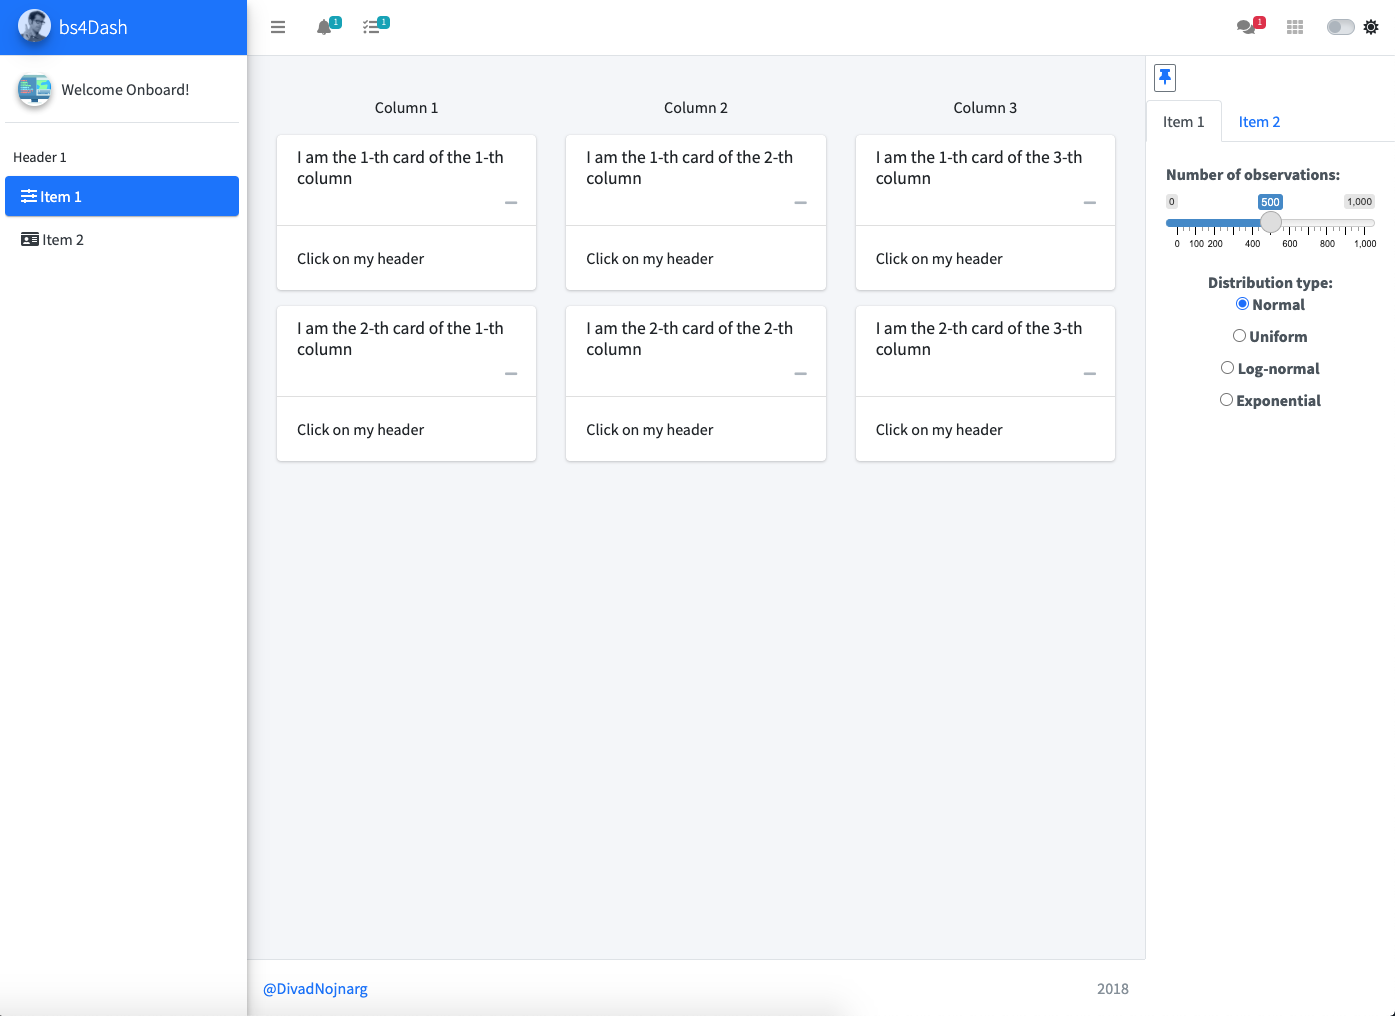 bs4Dash
1
1
1
Welcome Onboard!
Header 1
Item 1
Item 2
Column 1
Column 2
Column 3
I am the 1-th card of the 1-th
column
Click on my header
I am the 1-th card of the 2-th
column
Click on my header
I am the 1-th card of the 3-th
column
Click on my header
I am the 2-th card of the 1-th
column
Click on my header
I am the 2-th card of the 2-th
column
Click on my header
I am the 2-th card of the 3-th
column
Click on my header
Item 1
Item 2
Number of observations:
0 500 1,000
0 100 200 400 600 800 1,000
Distribution type:
Normal
Uniform
Log-normal
Exponential
@DivadNojnarg
2018